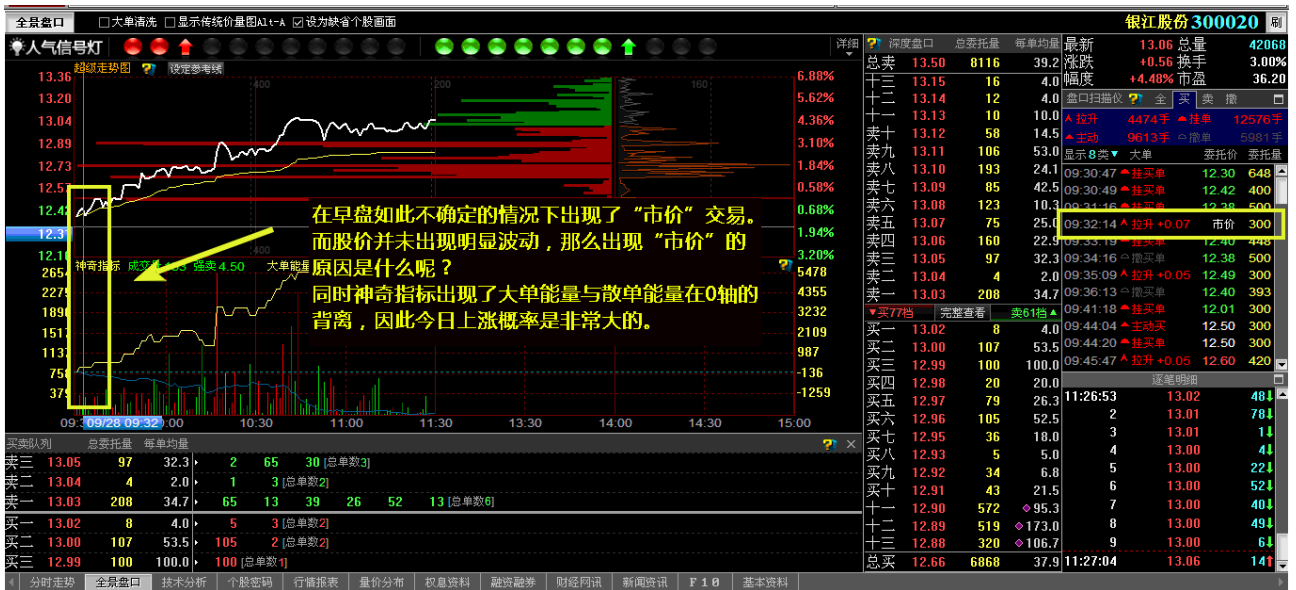 全景盘口 大单清洗 显示传统价量图Alt-A 设为缺省个股画面 银江股份 300020 刷
人气信号灯 详细
超级走势图 设定参考线
400 200 160
13.36 6.88%
13.20 5.62%
13.04 4.36%
12.89 3.10%
12.73 1.84%
12.57 0.58%
12.42 0.68%
12.31 1.94%
12.10 3.20%
在早盘如此不确定的情况下出现了“市价”交易。
而股价并未出现明显波动，那么出现“市价”的
原因是什么呢？
同时神奇指标出现了大单能量与散单能量在0轴的
背离，因此今日上涨概率是非常大的。
神奇指标 强卖 4.50 大单能量
400
2654 5478
2275 4355
1896 3232
1517 2109
1137 987
758 -136
379 -1259
09:3 09/28 09:32 :00 10:30 11:00 11:30 13:30 14:00 14:30 15:00
深度盘口 总委托量 每单均量
总卖 13.50 8116 39.2
十三 13.15 16 4.0
十二 13.14 12 4.0
十一 13.13 10 10.0
卖十 13.12 58 14.5
卖九 13.11 106 53.0
卖八 13.10 193 24.1
卖七 13.09 85 42.5
卖六 13.08 123 10.3
卖五 13.07 75 25.0
卖四 13.06 160 22.9
卖三 13.05 97 32.3
卖二 13.04 4 2.0
卖一 13.03 208 34.7
买77档 完整查看 卖61档
买一 13.02 8 4.0
买二 13.00 107 53.5
买三 12.99 100 100.0
买四 12.98 20 20.0
买五 12.97 79 26.3
买六 12.96 105 52.5
买七 12.95 36 18.0
买八 12.93 5 5.0
买九 12.92 34 6.8
买十 12.91 43 21.5
十一 12.90 572 95.3
十二 12.89 519 173.0
十三 12.88 320 106.7
总买 12.66 6868 37.9
最新 13.06 总量 42068
涨跌 +0.56 换手 3.00%
幅度 +4.48% 市盈 36.20
盘口扫描仪 全 买 卖 撤
拉升 4474手 挂单 12576手
主动 9613手 撤单 5981手
显示8类 大单 委托价 委托量
09:30:47 挂买单 12.30 648
09:30:49 挂买单 12.42 400
09:31:16 挂买单 12.38 500
09:32:14 拉升 +0.07 市价 300
09:33:19 挂买单 12.40 448
09:34:16 撤买单 12.38 500
09:35:09 拉升 +0.05 12.49 300
09:36:13 撤买单 12.40 393
09:41:18 挂买单 12.01 300
09:44:04 主动买 12.50 300
09:44:20 挂买单 12.50 300
09:45:47 拉升 +0.05 12.60 420
逐笔明细
11:26:53 13.02 48↓
2 13.01 78↓
3 13.01 1↓
4 13.00 4↓
5 13.00 22↓
6 13.00 52↓
7 13.00 40↓
8 13.00 49↓
9 13.00 6↓
11:27:04 13.06 14↑
买卖队列 总委托量 每单均量
卖三 13.05 97 32.3 2 65 30 [总单数3]
卖二 13.04 4 2.0 1 3 [总单数2]
卖一 13.03 208 34.7 65 13 39 26 52 13 [总单数6]
买一 13.02 8 4.0 5 3 [总单数2]
买二 13.00 107 53.5 105 2 [总单数2]
买三 12.99 100 100.0 100 [总单数1]
分时走势 全景盘口 技术分析 个股密码 行情报表 量价分布 权息资料 融资融券 财经网讯 新闻资讯 F10 基本资料